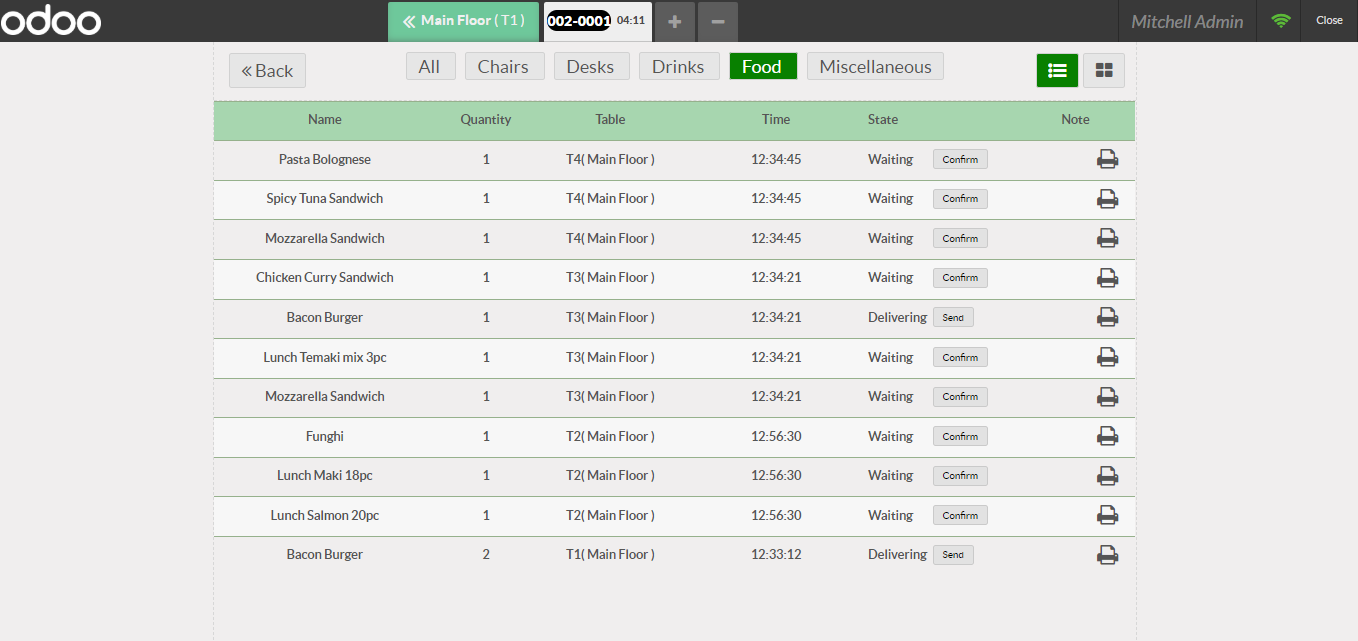 odoo « Main Floor ( T1 ) 002-0001 04:11 + − Mitchell Admin Close
« Back All Chairs Desks Drinks Food Miscellaneous
Name Quantity Table Time State Note
Pasta Bolognese 1 T4( Main Floor ) 12:34:45 Waiting Confirm
Spicy Tuna Sandwich 1 T4( Main Floor ) 12:34:45 Waiting Confirm
Mozzarella Sandwich 1 T4( Main Floor ) 12:34:45 Waiting Confirm
Chicken Curry Sandwich 1 T3( Main Floor ) 12:34:21 Waiting Confirm
Bacon Burger 1 T3( Main Floor ) 12:34:21 Delivering Send
Lunch Temaki mix 3pc 1 T3( Main Floor ) 12:34:21 Waiting Confirm
Mozzarella Sandwich 1 T3( Main Floor ) 12:34:21 Waiting Confirm
Funghi 1 T2( Main Floor ) 12:56:30 Waiting Confirm
Lunch Maki 18pc 1 T2( Main Floor ) 12:56:30 Waiting Confirm
Lunch Salmon 20pc 1 T2( Main Floor ) 12:56:30 Waiting Confirm
Bacon Burger 2 T1( Main Floor ) 12:33:12 Delivering Send